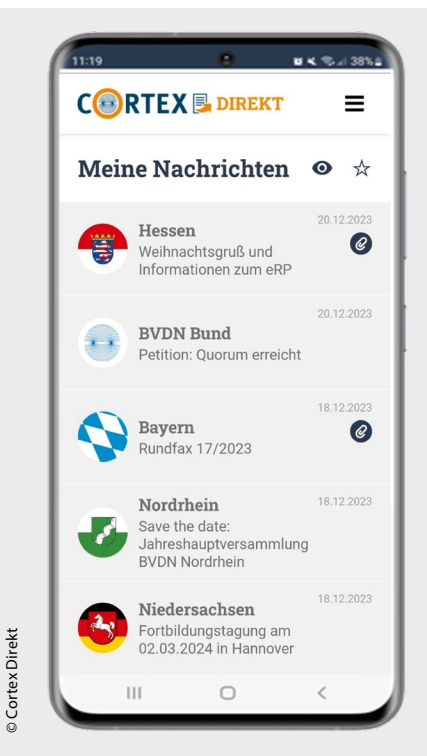 11:19
38%
CORTEX DIREKT
Meine Nachrichten
20.12.2023
Hessen
Weihnachtsgruß und
Informationen zum eRP
20.12.2023
BVDN Bund
Petition: Quorum erreicht
18.12.2023
Bayern
Rundfax 17/2023
18.12.2023
Nordrhein
Save the date:
Jahreshauptversammlung
BVDN Nordrhein
18.12.2023
Niedersachsen
Fortbildungstagung am
02.03.2024 in Hannover
© Cortex Direkt